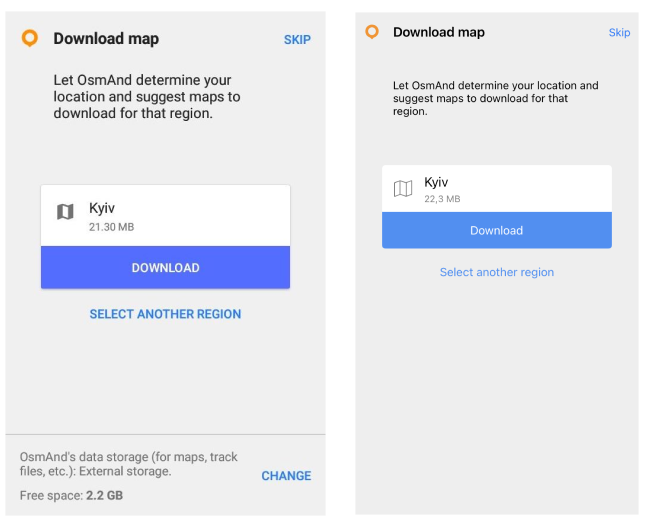 Download map
SKIP
Let OsmAnd determine your
location and suggest maps to
download for that region.
Kyiv
21.30 MB
DOWNLOAD
SELECT ANOTHER REGION
OsmAnd's data storage (for maps, track
files, etc.): External storage.
CHANGE
Free space: 2.2 GB
Download map
Skip
Let OsmAnd determine your location and
suggest maps to download for that
region.
Kyiv
22,3 MB
Download
Select another region